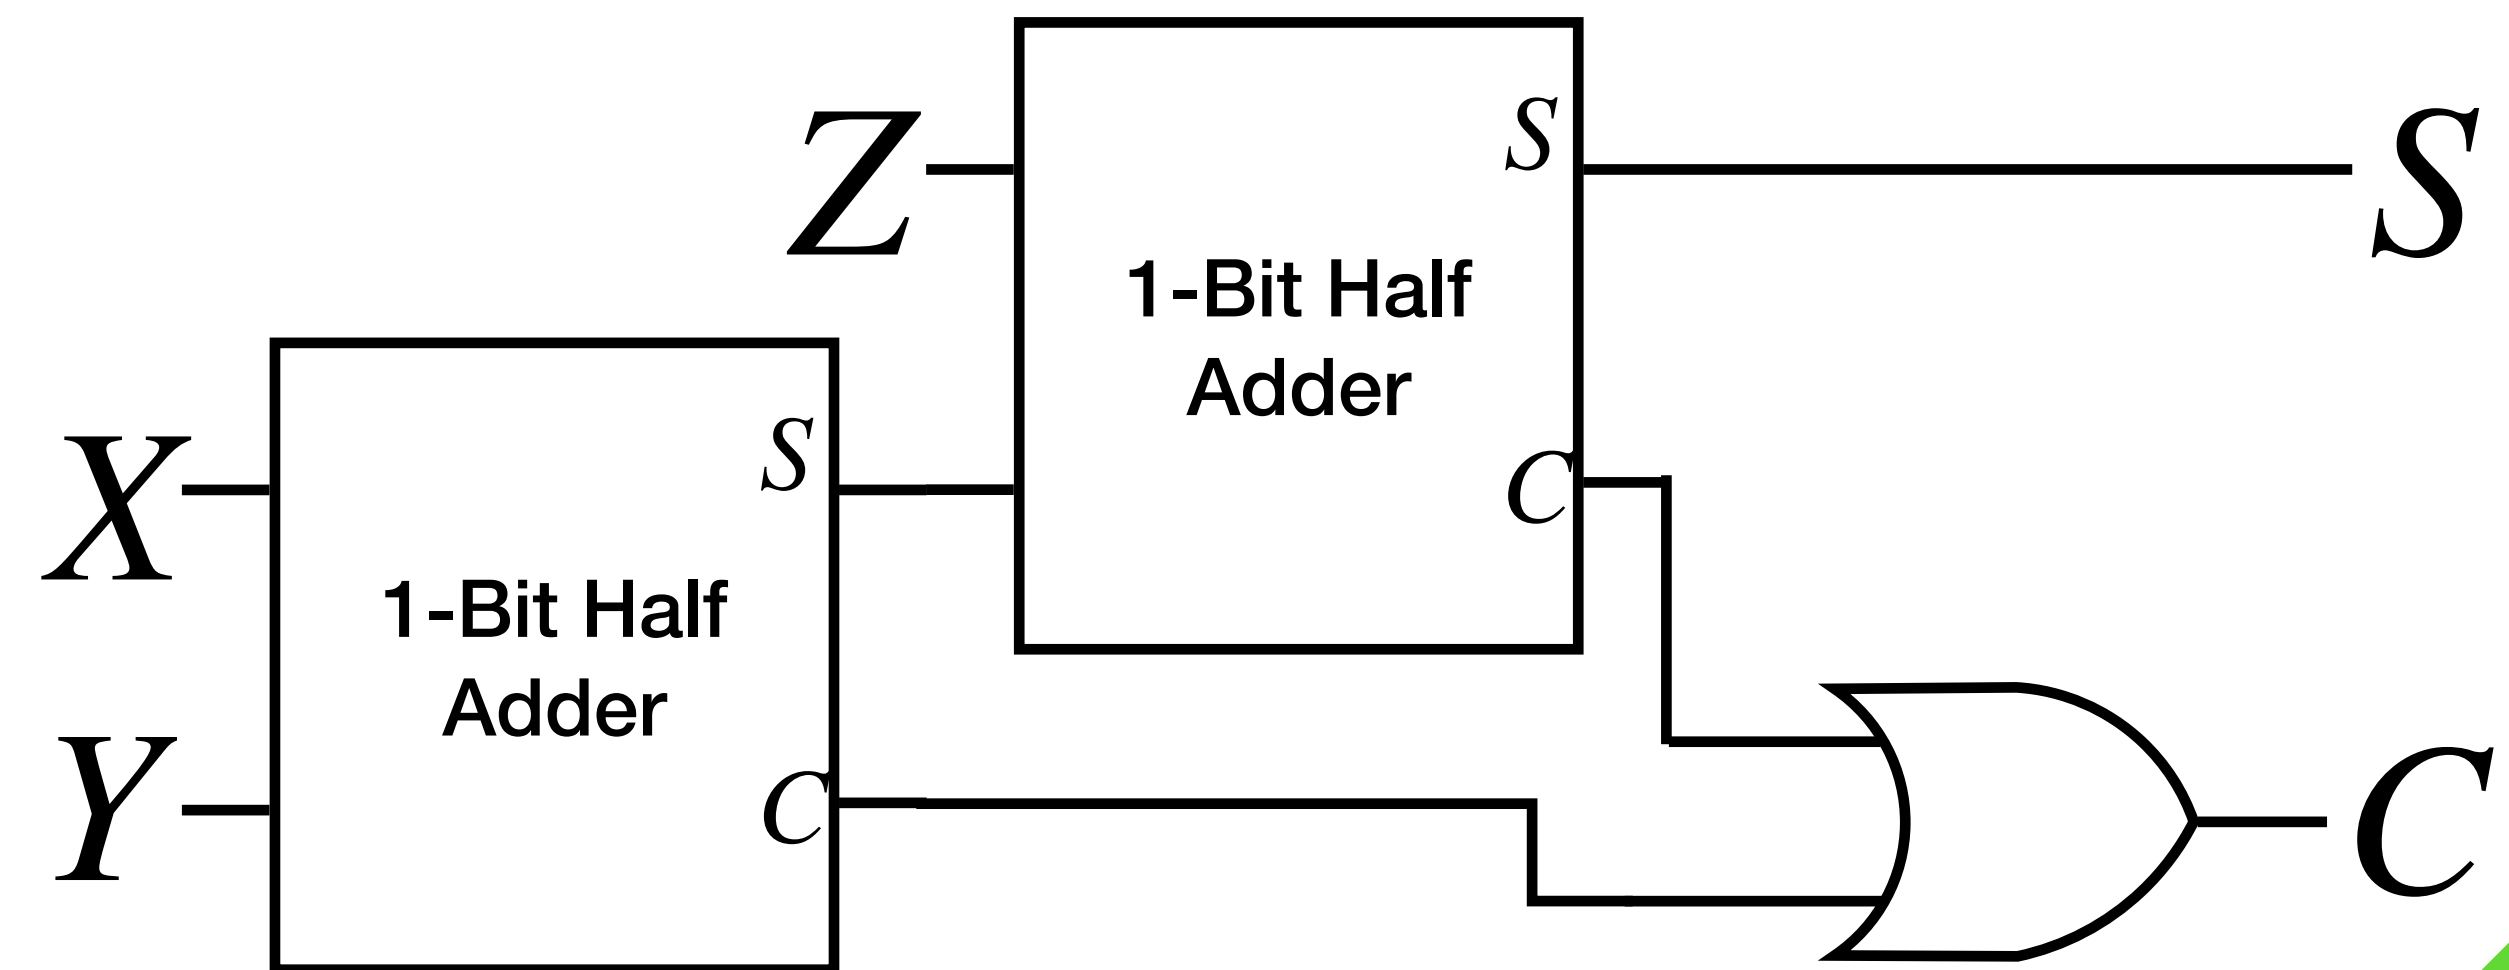 Z
S
S
1-Bit Half
Adder
C
X
S
1-Bit Half
Adder
Y
C
C